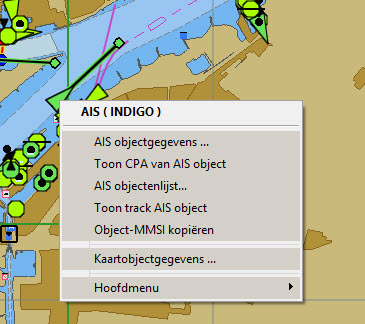 AIS ( INDIGO )
AIS objectgegevens ...
Toon CPA van AIS object
AIS objectenlijst...
Toon track AIS object
Object-MMSI kopiëren
Kaartobjectgegevens ...
Hoofdmenu